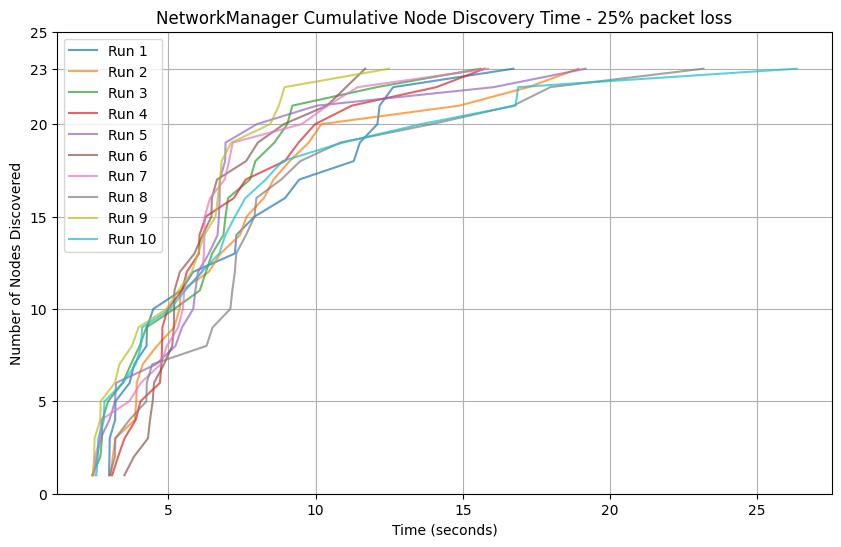 NetworkManager Cumulative Node Discovery Time - 25% packet loss
Number of Nodes Discovered
25
23
20
15
10
5
0
Run 1
Run 2
Run 3
Run 4
Run 5
Run 6
Run 7
Run 8
Run 9
Run 10
5
10
15
20
25
Time (seconds)